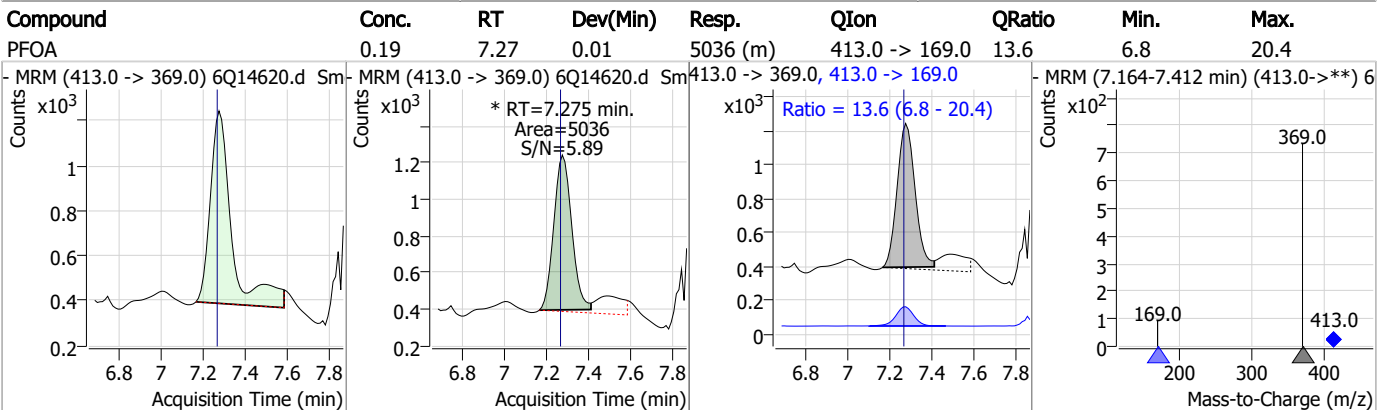 Compound Conc. RT Dev(Min) Resp. QIon QRatio Min. Max.
PFOA 0.19 7.27 0.01 5036 (m) 413.0 -> 169.0 13.6 6.8 20.4
- MRM (413.0 -> 369.0) 6Q14620.d Sm
Counts
x10³
1
0.8
0.6
0.4
0.2
6.8 7 7.2 7.4 7.6 7.8
Acquisition Time (min)
- MRM (413.0 -> 369.0) 6Q14620.d Sm
Counts
x10³
* RT=7.275 min.
Area=5036
S/N=5.89
1.2
1
0.8
0.6
0.4
0.2
6.8 7 7.2 7.4 7.6 7.8
Acquisition Time (min)
413.0 -> 369.0, 413.0 -> 169.0
Counts
x10³
Ratio = 13.6 (6.8 - 20.4)
1
0.8
0.6
0.4
0.2
0
6.8 7 7.2 7.4 7.6 7.8
Acquisition Time (min)
- MRM (7.164-7.412 min) (413.0->**) 6
Counts
x10²
369.0
7
6
5
4
3
2
1
0
169.0
413.0
200 300 400
Mass-to-Charge (m/z)